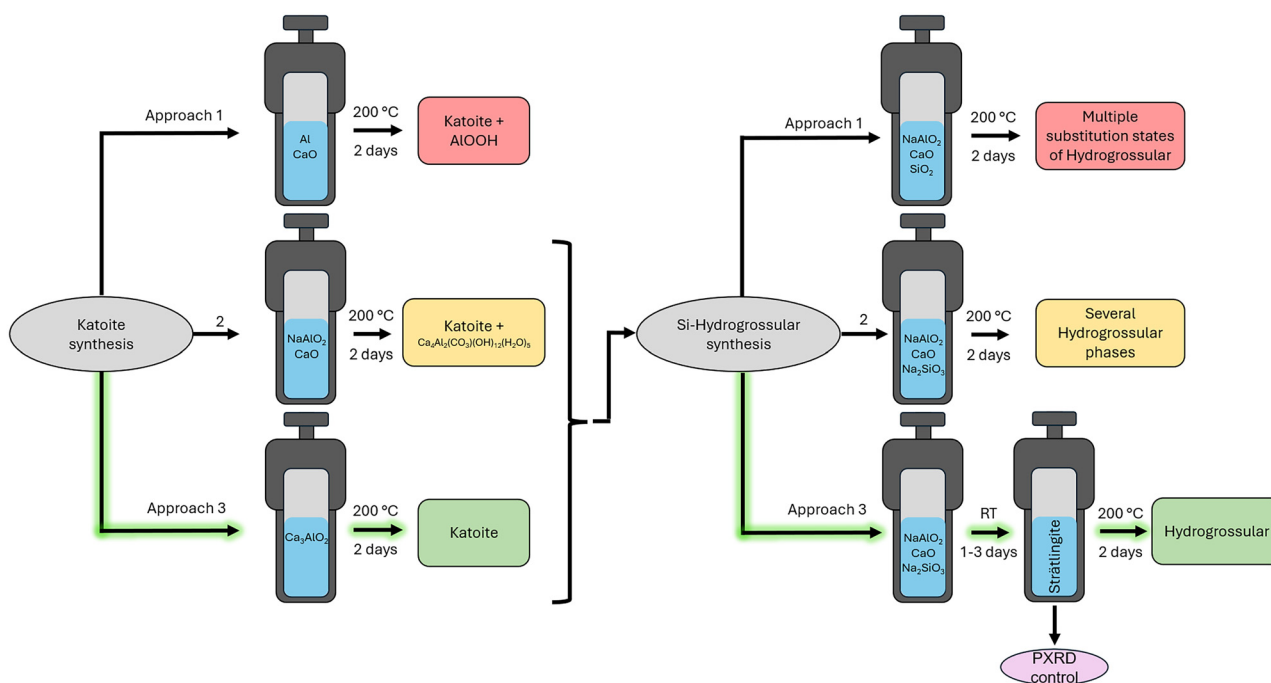 Approach 1
Al
CaO
200 °C
2 days
Katoite +
AlOOH
Katoite
synthesis
2
NaAlO₂
CaO
200 °C
2 days
Katoite +
Ca₄Al₂(CO₃)(OH)₁₂(H₂O)₅
Approach 3
Ca₃AlO₂
200 °C
2 days
Katoite
Approach 1
NaAlO₂
CaO
SiO₂
200 °C
2 days
Multiple
substitution states
of Hydrogrossular
Si-Hydrogrossular
synthesis
2
NaAlO₂
CaO
Na₂SiO₃
200 °C
2 days
Several
Hydrogrossular
phases
Approach 3
NaAlO₂
CaO
Na₂SiO₃
RT
1-3 days
Strätlingite
200 °C
2 days
Hydrogrossular
PXRD
control